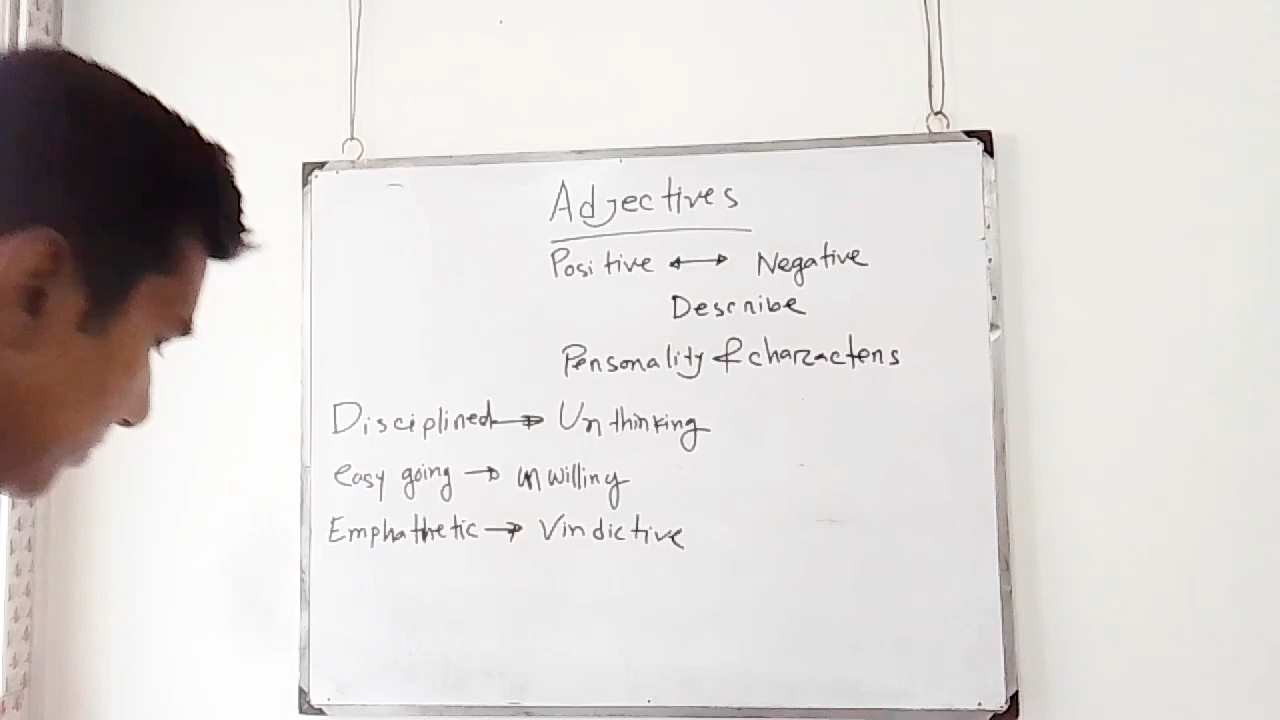 Adjectives
Positive ↔ Negative
Describe
Personality & characters
Disciplined → Unthinking
easy going → unwilling
Emphathetic → Vindictive